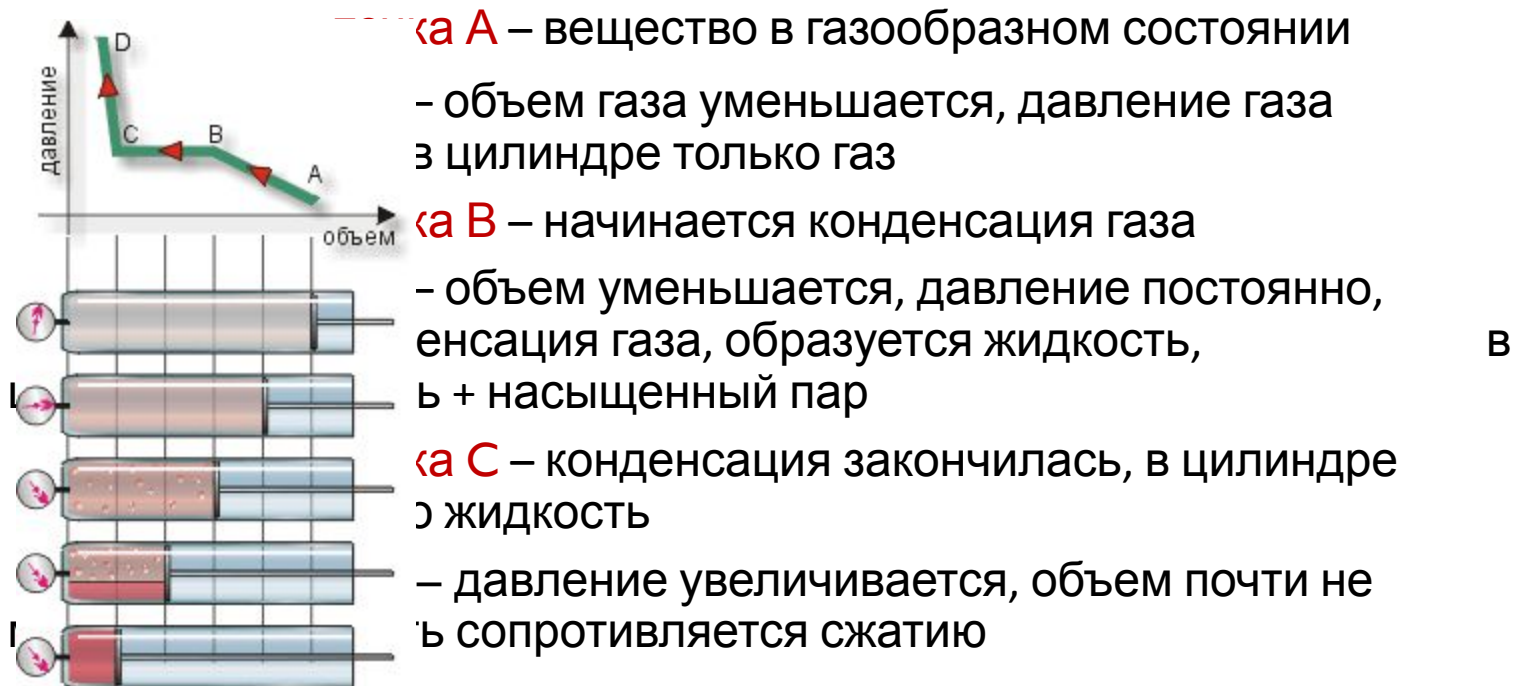 ка А – вещество в газообразном состоянии
– объем газа уменьшается, давление газа
в цилиндре только газ
ка В – начинается конденсация газа
– объем уменьшается, давление постоянно,
енсация газа, образуется жидкость, в
ь + насыщенный пар
ка С – конденсация закончилась, в цилиндре
о жидкость
– давление увеличивается, объем почти не
ь сопротивляется сжатию
давление
D
C
B
A
объем